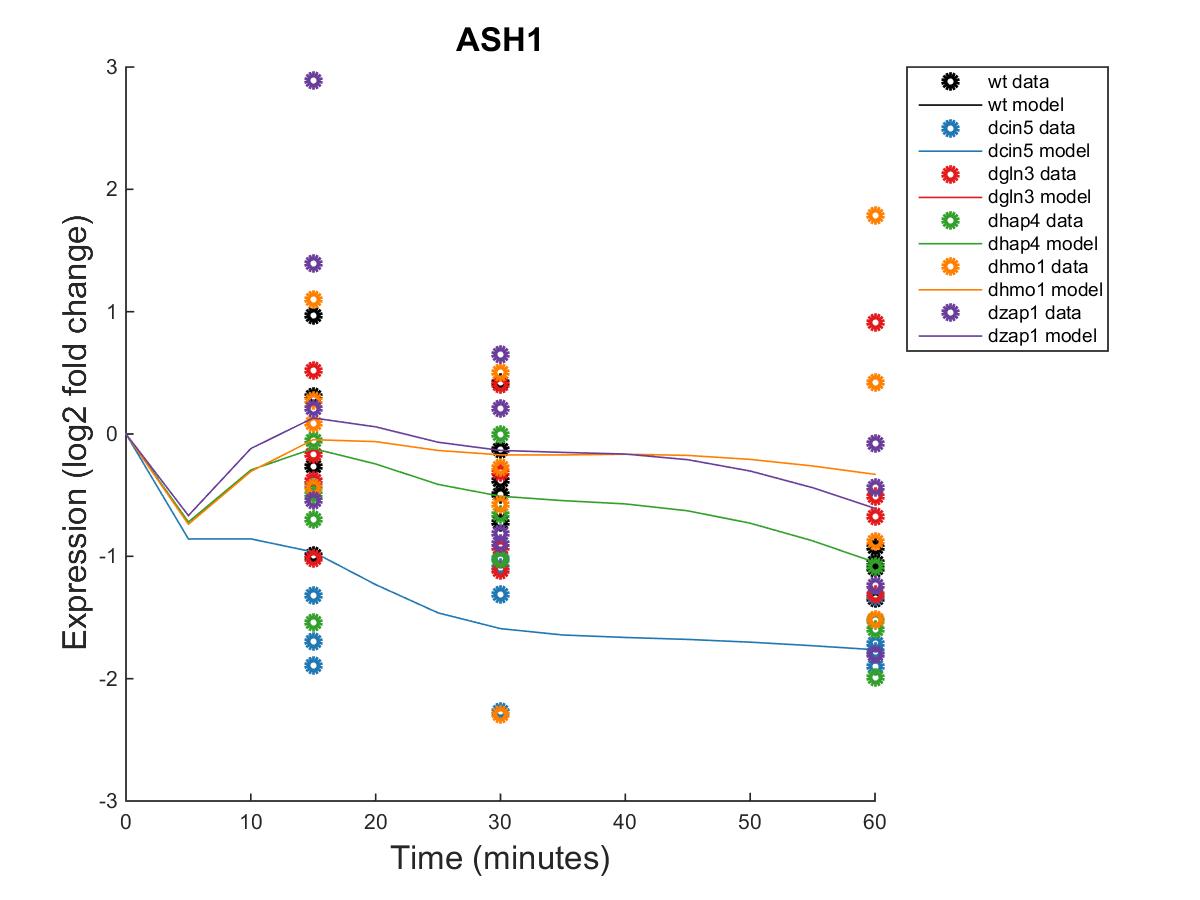 ASH1
Expression (log2 fold change)
3
2
1
0
-1
-2
-3
0 10 20 30 40 50 60
Time (minutes)
wt data
wt model
dcin5 data
dcin5 model
dgln3 data
dgln3 model
dhap4 data
dhap4 model
dhmo1 data
dhmo1 model
dzap1 data
dzap1 model